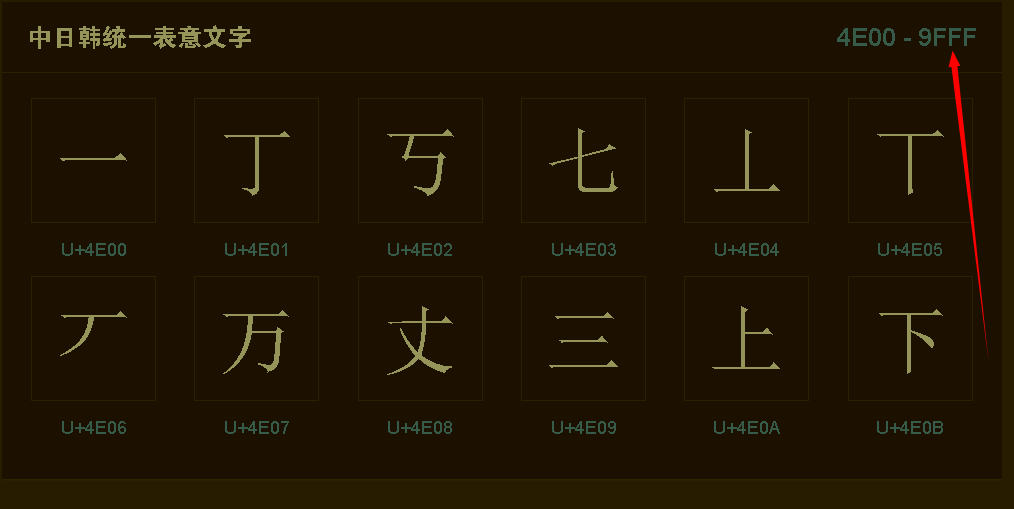 中日韩统一表意文字 4E00 - 9FFF
一 丁 丂 七 丄 丅
U+4E00 U+4E01 U+4E02 U+4E03 U+4E04 U+4E05
丆 万 丈 三 上 下
U+4E06 U+4E07 U+4E08 U+4E09 U+4E0A U+4E0B